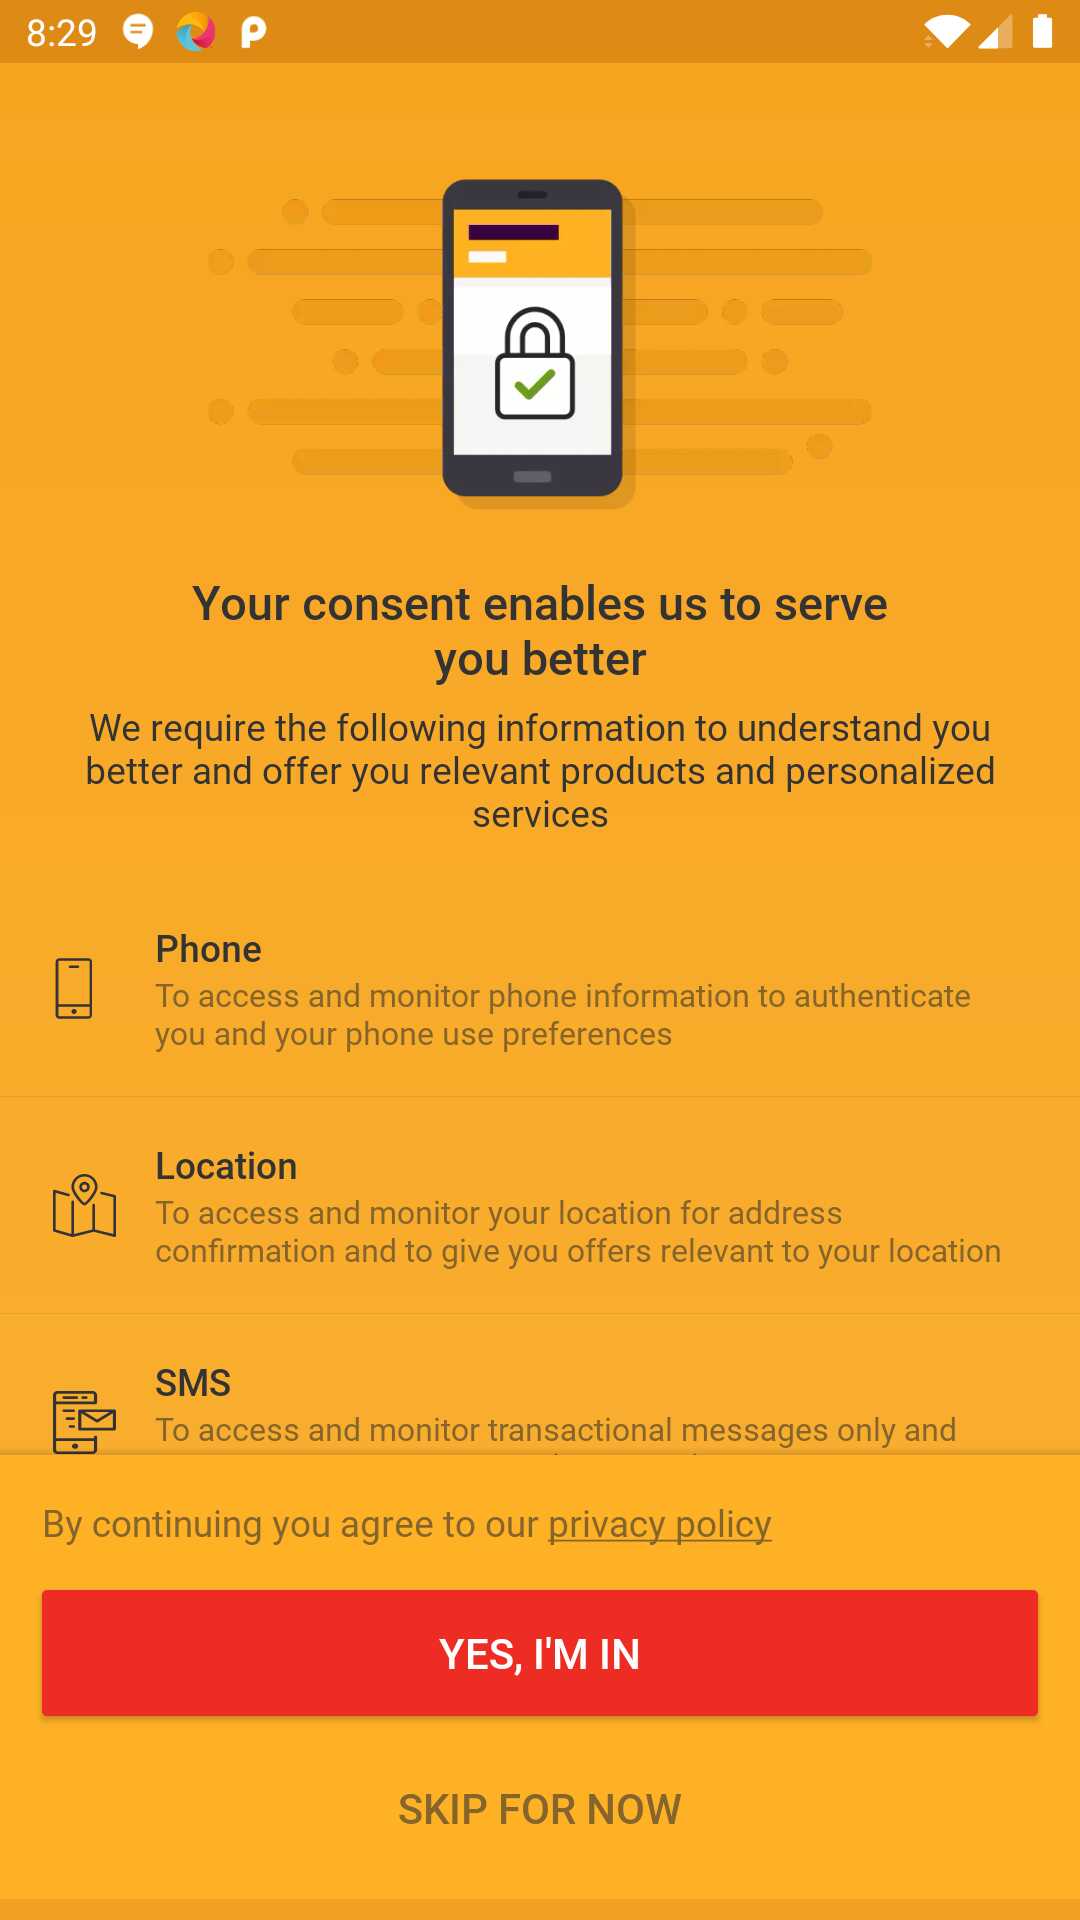 8:29
Your consent enables us to serve
you better
We require the following information to understand you
better and offer you relevant products and personalized
services
Phone
To access and monitor phone information to authenticate
you and your phone use preferences
Location
To access and monitor your location for address
confirmation and to give you offers relevant to your location
SMS
To access and monitor transactional messages only and
By continuing you agree to our privacy policy
YES, I'M IN
SKIP FOR NOW